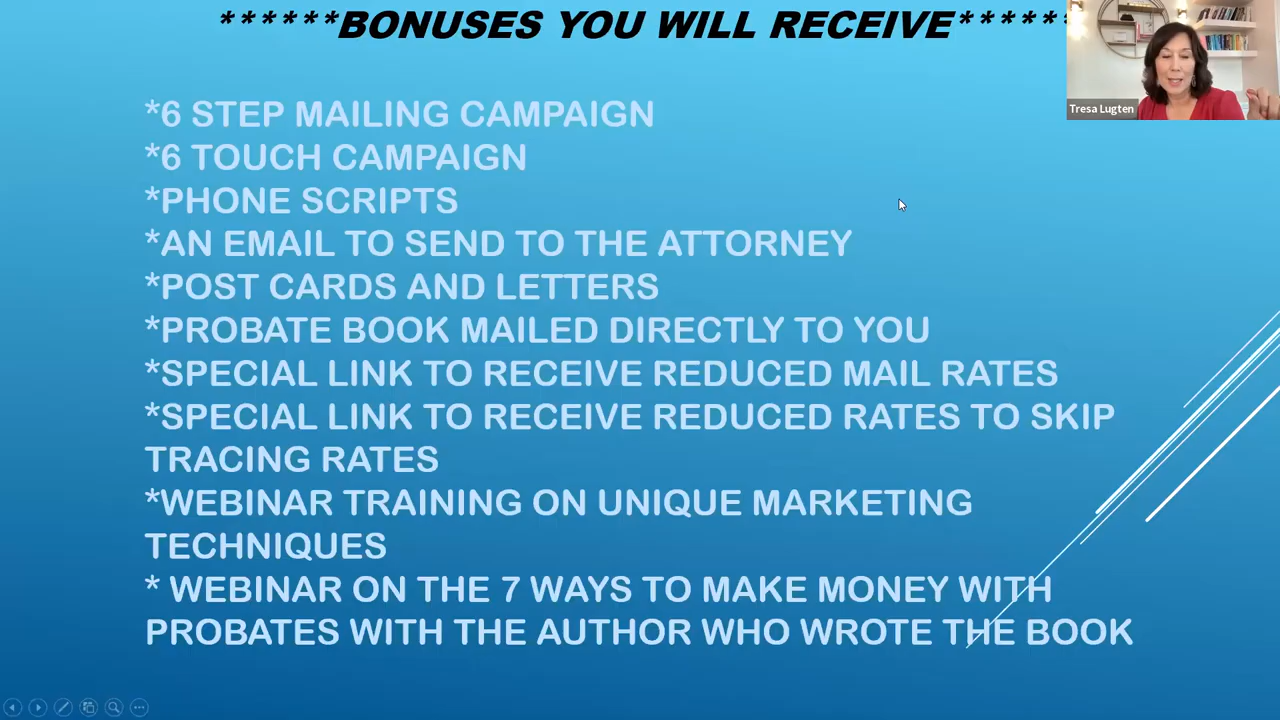 ******BONUSES YOU WILL RECEIVE******
Tresa Lugten
*6 STEP MAILING CAMPAIGN
*6 TOUCH CAMPAIGN
*PHONE SCRIPTS
*AN EMAIL TO SEND TO THE ATTORNEY
*POST CARDS AND LETTERS
*PROBATE BOOK MAILED DIRECTLY TO YOU
*SPECIAL LINK TO RECEIVE REDUCED MAIL RATES
*SPECIAL LINK TO RECEIVE REDUCED RATES TO SKIP
TRACING RATES
*WEBINAR TRAINING ON UNIQUE MARKETING
TECHNIQUES
* WEBINAR ON THE 7 WAYS TO MAKE MONEY WITH
PROBATES WITH THE AUTHOR WHO WROTE THE BOOK